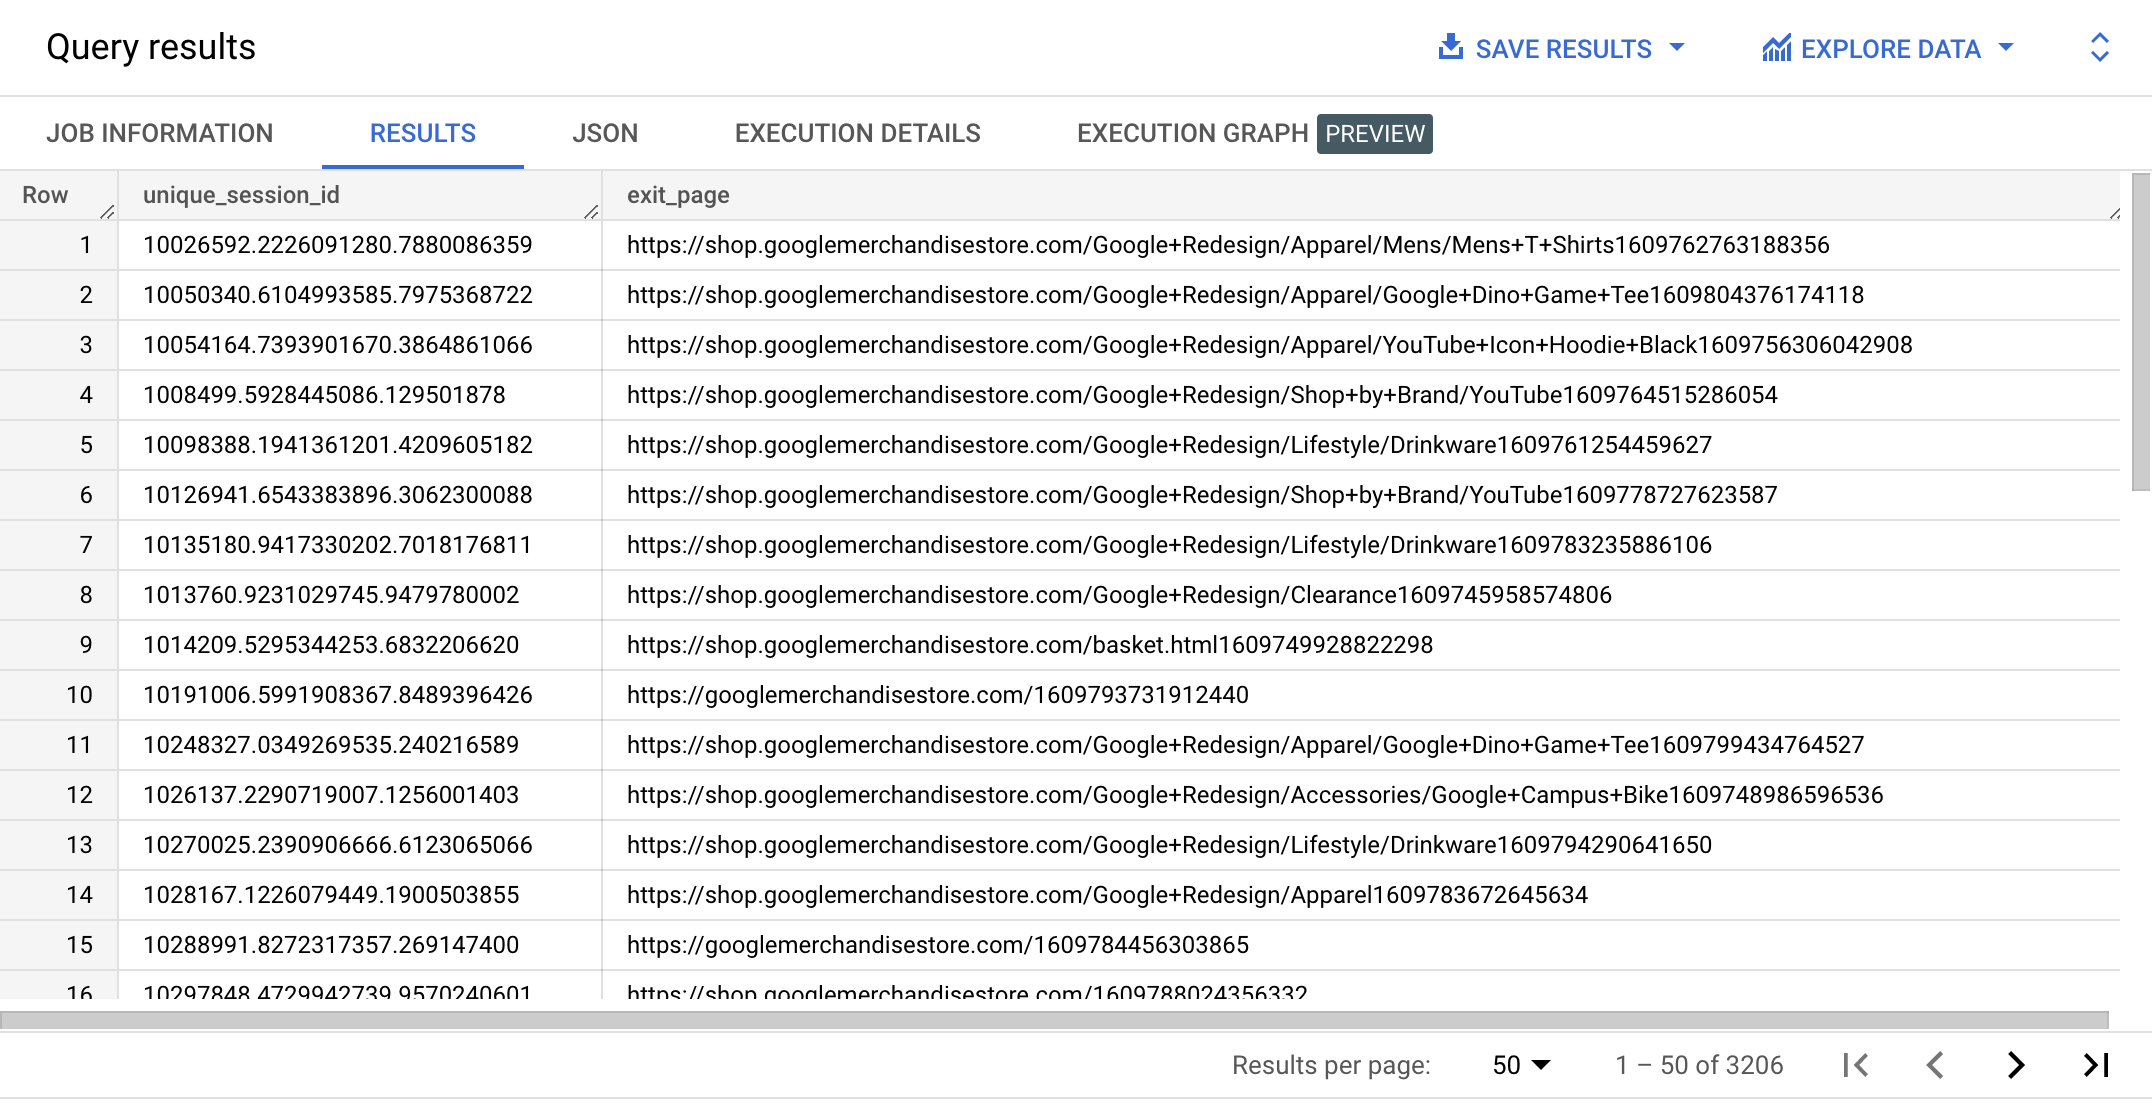 Query results
SAVE RESULTS
EXPLORE DATA
JOB INFORMATION RESULTS JSON EXECUTION DETAILS EXECUTION GRAPH PREVIEW
Row unique_session_id exit_page
1 10026592.2226091280.7880086359 https://shop.googlemerchandisestore.com/Google+Redesign/Apparel/Mens/Mens+T+Shirts1609762763188356
2 10050340.6104993585.7975368722 https://shop.googlemerchandisestore.com/Google+Redesign/Apparel/Google+Dino+Game+Tee1609804376174118
3 10054164.7393901670.3864861066 https://shop.googlemerchandisestore.com/Google+Redesign/Apparel/YouTube+Icon+Hoodie+Black1609756306042908
4 1008499.5928445086.129501878 https://shop.googlemerchandisestore.com/Google+Redesign/Shop+by+Brand/YouTube1609764515286054
5 10098388.1941361201.4209605182 https://shop.googlemerchandisestore.com/Google+Redesign/Lifestyle/Drinkware1609761254459627
6 10126941.6543383896.3062300088 https://shop.googlemerchandisestore.com/Google+Redesign/Shop+by+Brand/YouTube1609778727623587
7 10135180.9417330202.7018176811 https://shop.googlemerchandisestore.com/Google+Redesign/Lifestyle/Drinkware1609783235886106
8 1013760.9231029745.9479780002 https://shop.googlemerchandisestore.com/Google+Redesign/Clearance1609745958574806
9 1014209.5295344253.6832206620 https://shop.googlemerchandisestore.com/basket.html1609749928822298
10 10191006.5991908367.8489396426 https://googlemerchandisestore.com/1609793731912440
11 10248327.0349269535.240216589 https://shop.googlemerchandisestore.com/Google+Redesign/Apparel/Google+Dino+Game+Tee1609799434764527
12 1026137.2290719007.1256001403 https://shop.googlemerchandisestore.com/Google+Redesign/Accessories/Google+Campus+Bike1609748986596536
13 10270025.2390906666.6123065066 https://shop.googlemerchandisestore.com/Google+Redesign/Lifestyle/Drinkware1609794290641650
14 1028167.1226079449.1900503855 https://shop.googlemerchandisestore.com/Google+Redesign/Apparel1609783672645634
15 10288991.8272317357.269147400 https://googlemerchandisestore.com/1609784456303865
16 10297848.4729942739.9570240601 https://shop.googlemerchandisestore.com/1609788024356332
Results per page: 50 1 – 50 of 3206